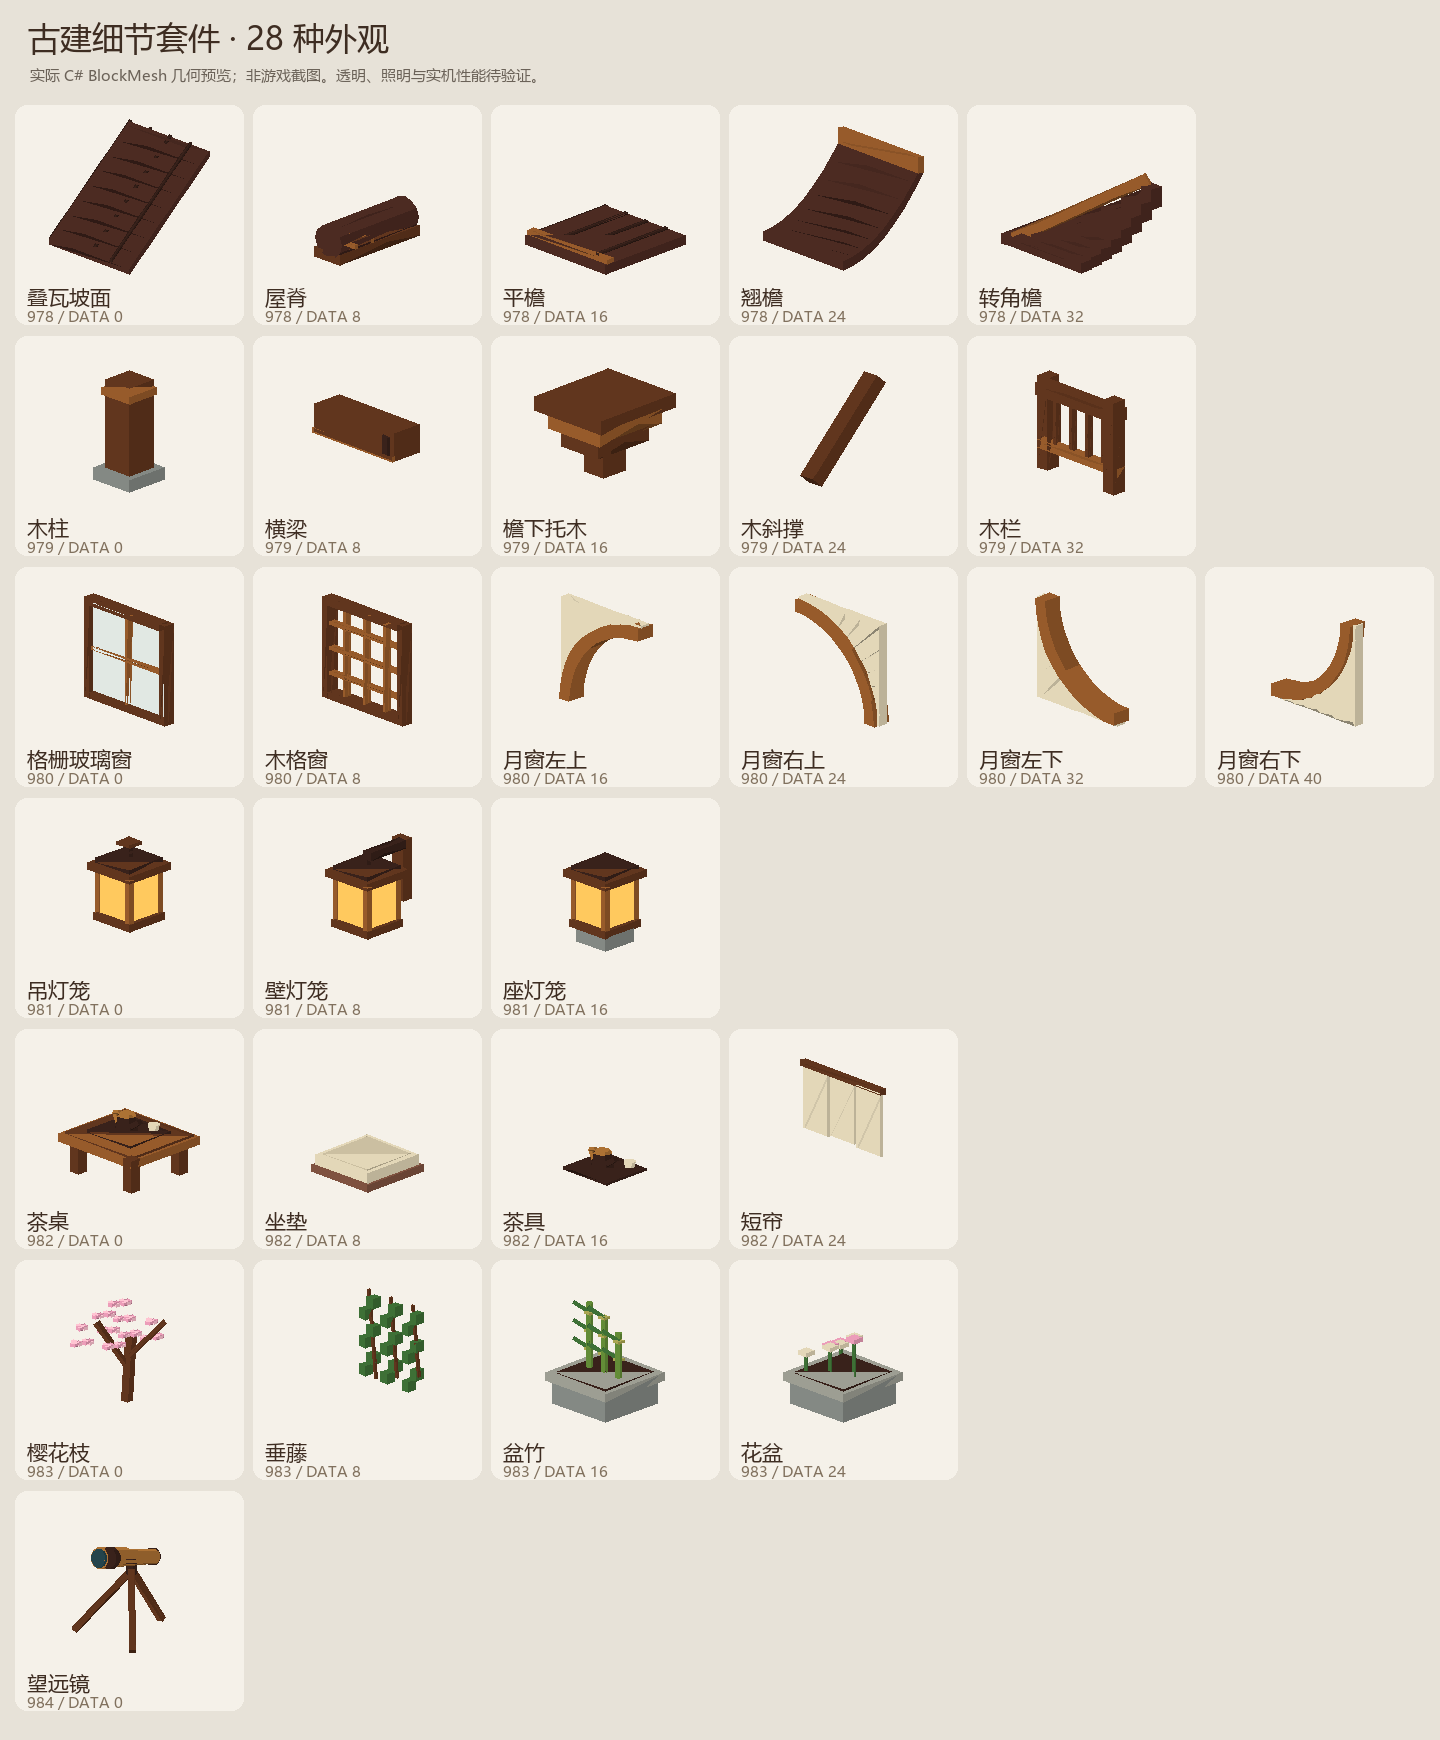 古建细节套件 · 28 种外观
实际 C# BlockMesh 几何预览；非游戏截图。透明、照明与实机性能待验证。
叠瓦坡面
978 / DATA 0
屋脊
978 / DATA 8
平檐
978 / DATA 16
翘檐
978 / DATA 24
转角檐
978 / DATA 32
木柱
979 / DATA 0
横梁
979 / DATA 8
檐下托木
979 / DATA 16
木斜撑
979 / DATA 24
木栏
979 / DATA 32
格栅玻璃窗
980 / DATA 0
木格窗
980 / DATA 8
月窗左上
980 / DATA 16
月窗右上
980 / DATA 24
月窗左下
980 / DATA 32
月窗右下
980 / DATA 40
吊灯笼
981 / DATA 0
壁灯笼
981 / DATA 8
座灯笼
981 / DATA 16
茶桌
982 / DATA 0
坐垫
982 / DATA 8
茶具
982 / DATA 16
短帘
982 / DATA 24
樱花枝
983 / DATA 0
垂藤
983 / DATA 8
盆竹
983 / DATA 16
花盆
983 / DATA 24
望远镜
984 / DATA 0